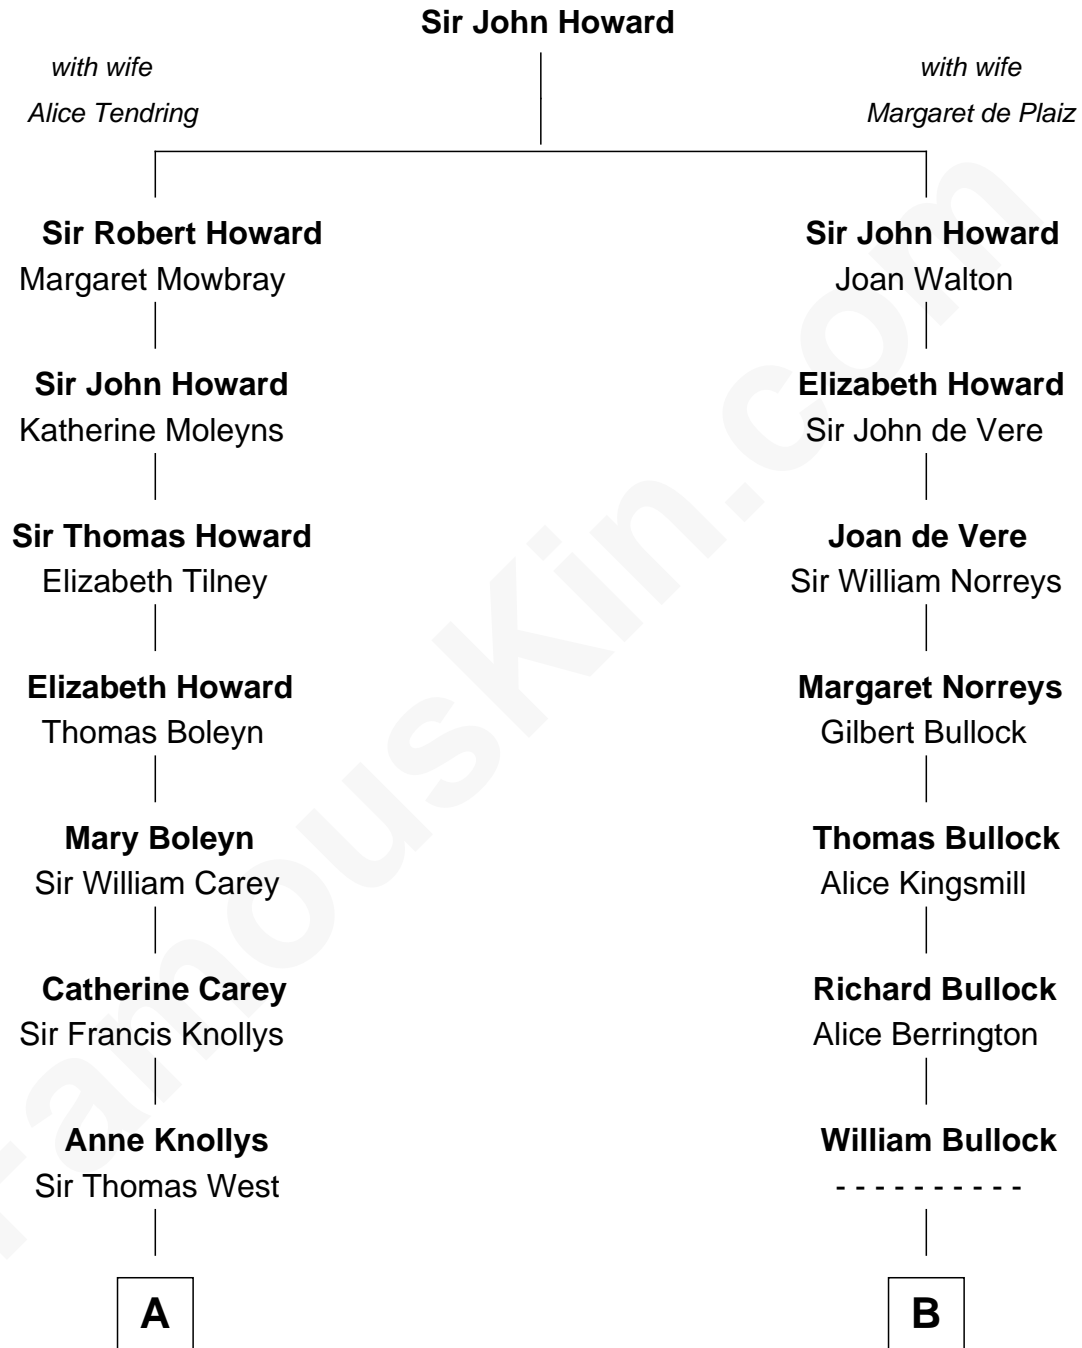 Sir John Howard
with wife
Alice Tendring
with wife
Margaret de Plaiz
Sir Robert Howard
Margaret Mowbray
Sir John Howard
Katherine Moleyns
Sir Thomas Howard
Elizabeth Tilney
Elizabeth Howard
Thomas Boleyn
Mary Boleyn
Sir William Carey
Catherine Carey
Sir Francis Knollys
Anne Knollys
Sir Thomas West
A
Sir John Howard
Joan Walton
Elizabeth Howard
Sir John de Vere
Joan de Vere
Sir William Norreys
Margaret Norreys
Gilbert Bullock
Thomas Bullock
Alice Kingsmill
Richard Bullock
Alice Berrington
William Bullock
- - - - - - - - - -
B
FamousKin.com